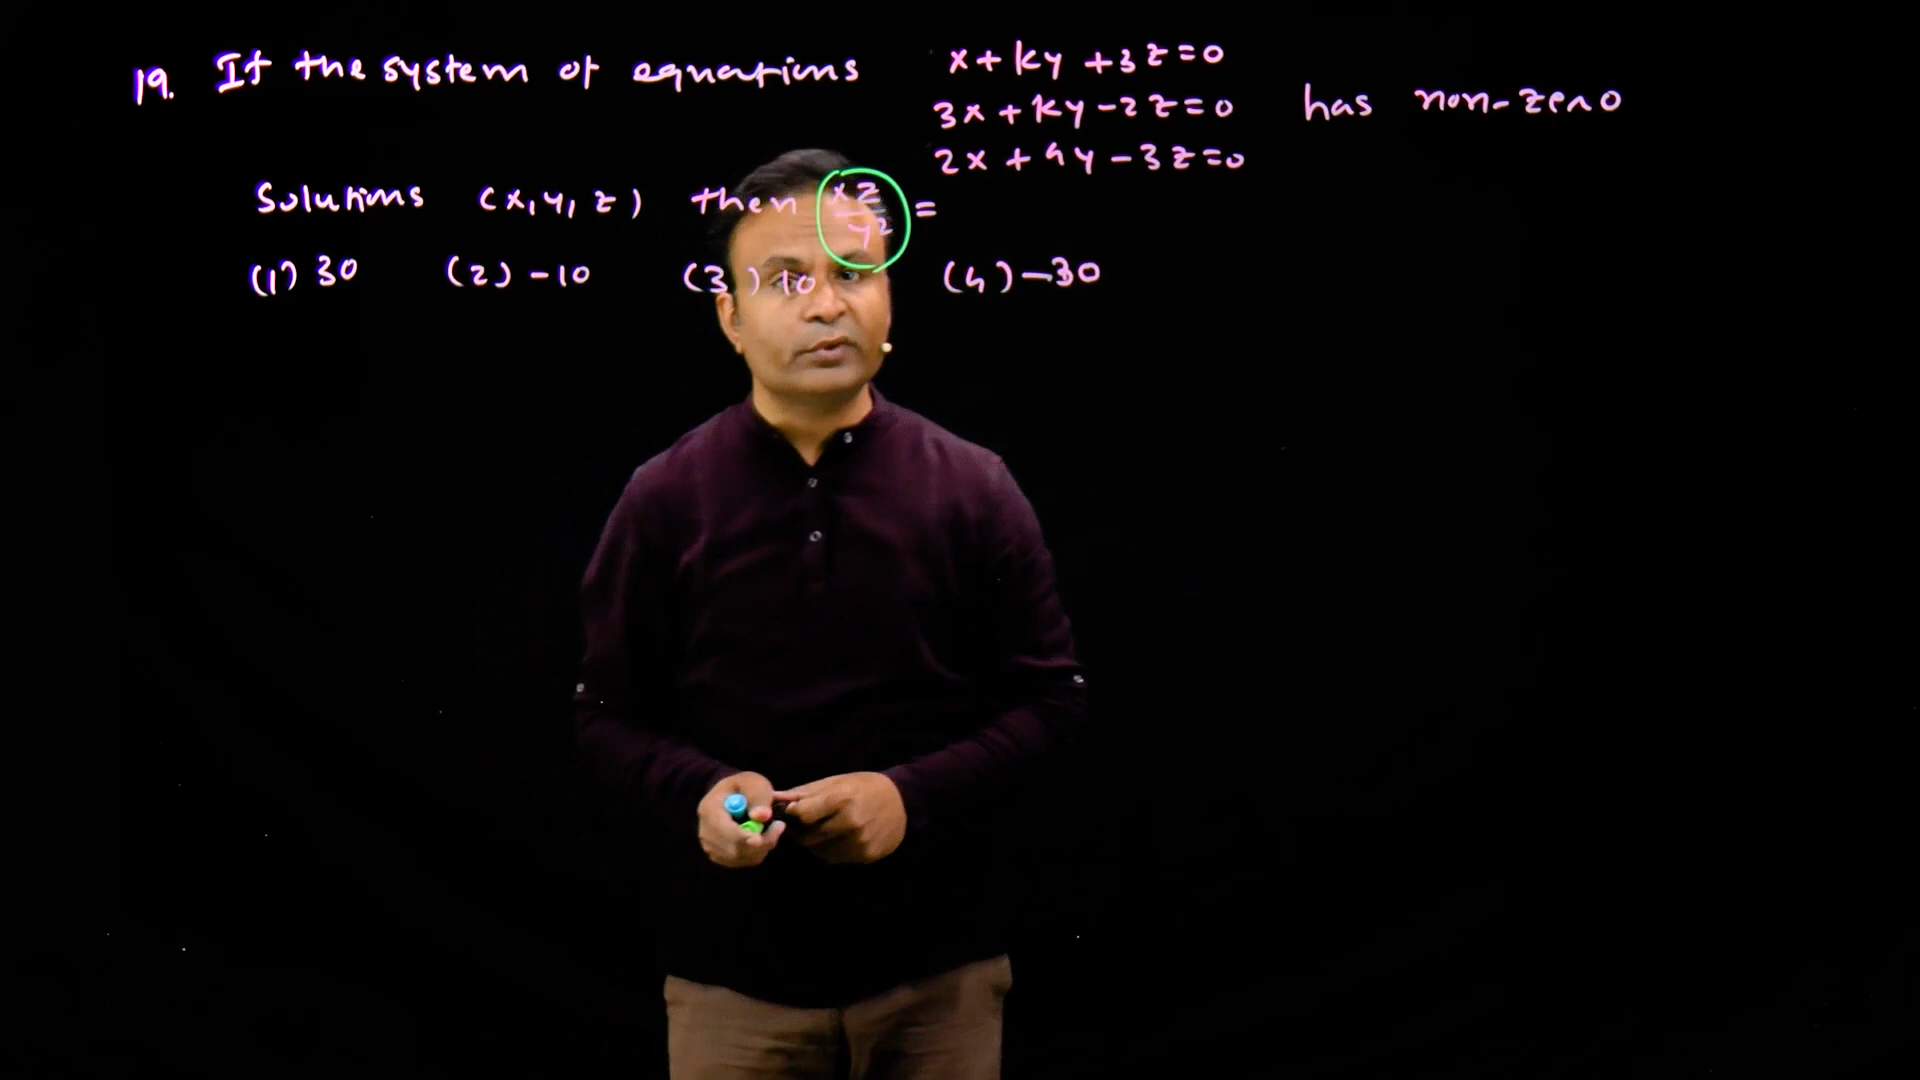 19. If the system of equations x + ky + 3z = 0
3x + ky - 2z = 0 has non-zero
2x + 4y - 3z = 0
Solutions (x, y, z) then xz/y² =
(1) 30 (2) -10 (3) 10 (4) -30